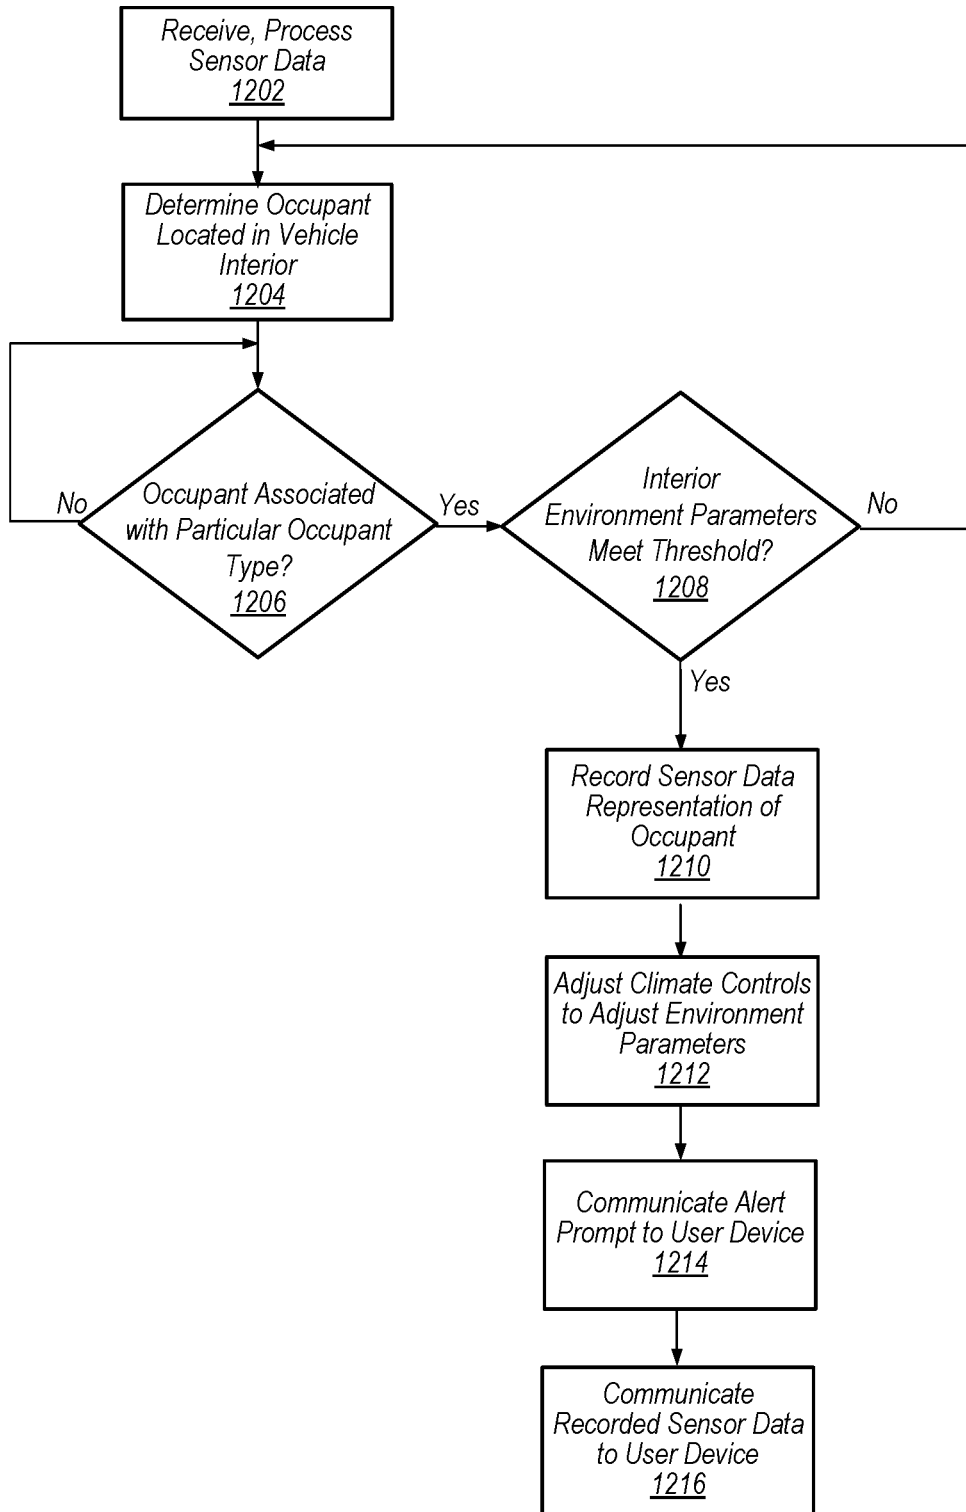 Receive, Process
Sensor Data
1202
Determine Occupant
Located in Vehicle
Interior
1204
Occupant Associated
with Particular Occupant
Type?
1206
No
Yes
Interior
Environment Parameters
Meet Threshold?
1208
No
Yes
Record Sensor Data
Representation of
Occupant
1210
Adjust Climate Controls
to Adjust Environment
Parameters
1212
Communicate Alert
Prompt to User Device
1214
Communicate
Recorded Sensor Data
to User Device
1216